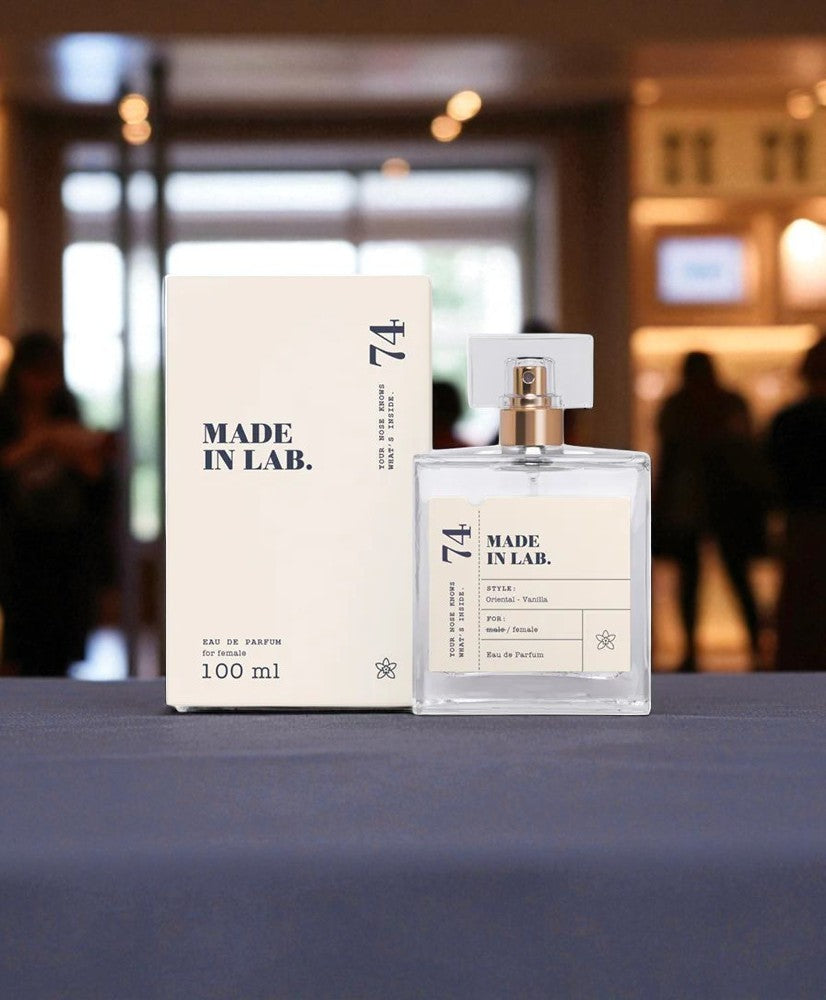 74
YOUR NOSE KNOWS
WHAT'S INSIDE.
MADE
IN LAB.
EAU DE PARFUM
for female
100 ml
74
YOUR NOSE KNOWS
WHAT'S INSIDE.
MADE
IN LAB.
STYLE:
Oriental - Vanilla
FOR:
male / female
Eau de Parfum